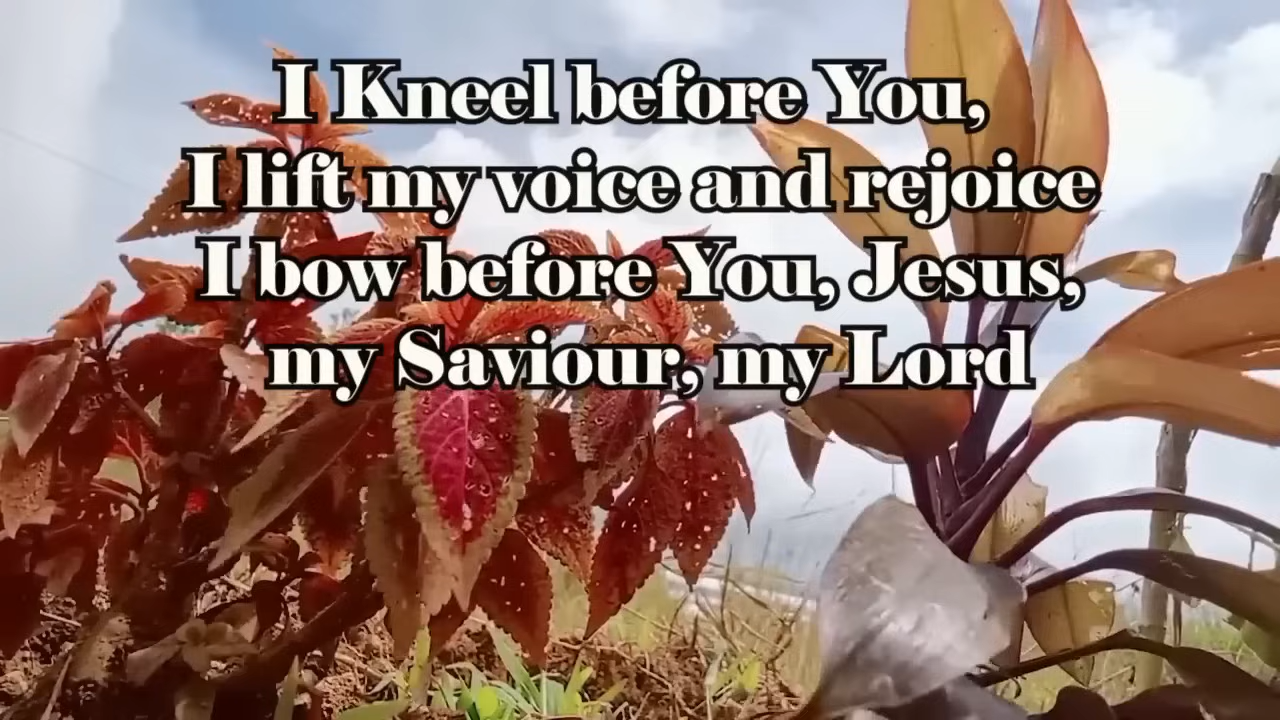 I Kneel before You,
I lift my voice and rejoice
I bow before You, Jesus,
my Saviour, my Lord